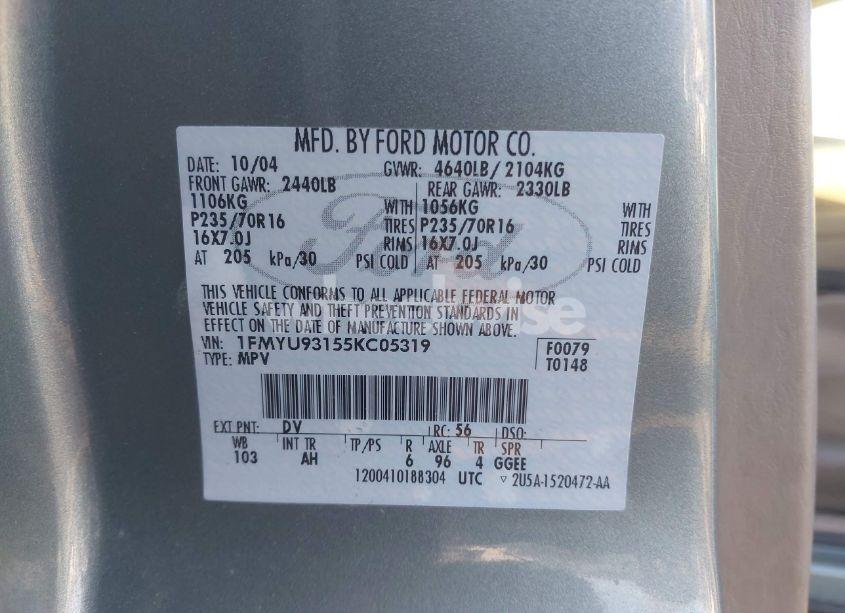 MFD. BY FORD MOTOR CO.
DATE: 10/04 GVWR: 4640LB/ 2104KG
FRONT GAWR: 2440LB REAR GAWR: 2330LB
1106KG WITH 1056KG WITH
P235/70R16 TIRES P235/70R16 TIRES
16X7.0J RIMS 16X7.0J RIMS
AT 205 kPa/30 PSI COLD AT 205 kPa/30 PSI COLD
Ford
THIS VEHICLE CONFORMS TO ALL APPLICABLE FEDERAL MOTOR
VEHICLE SAFETY AND THEFT PREVENTION STANDARDS IN
EFFECT ON THE DATE OF MANUFACTURE SHOWN ABOVE.
VIN: 1FMYU93155KC05319 F0079
TYPE: MPV T0148
EXT PNT: DV RC: 56 DSO:
WB INT TR TP/PS R AXLE TR SPR
103 AH 6 96 4 GGEE
1200410188304 UTC ▽ 2U5A-1520472-AA